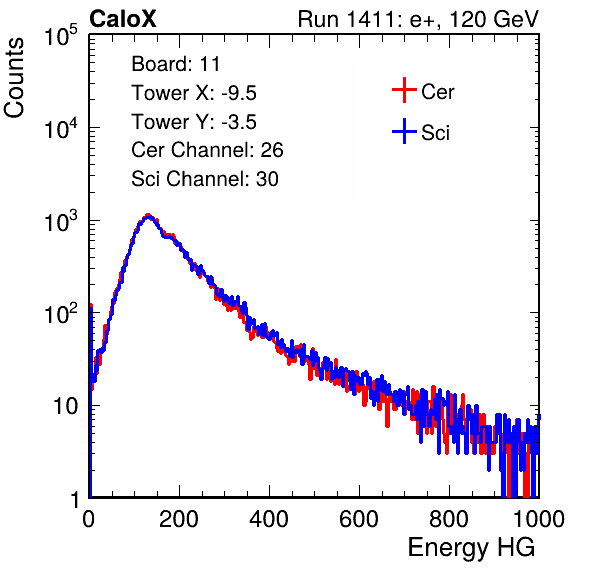 CaloX Run 1411: e+, 120 GeV
Counts
10^5
10^4
10^3
10^2
10
1
Board: 11
Tower X: -9.5
Tower Y: -3.5
Cer Channel: 26
Sci Channel: 30
Cer
Sci
0 200 400 600 800 1000
Energy HG